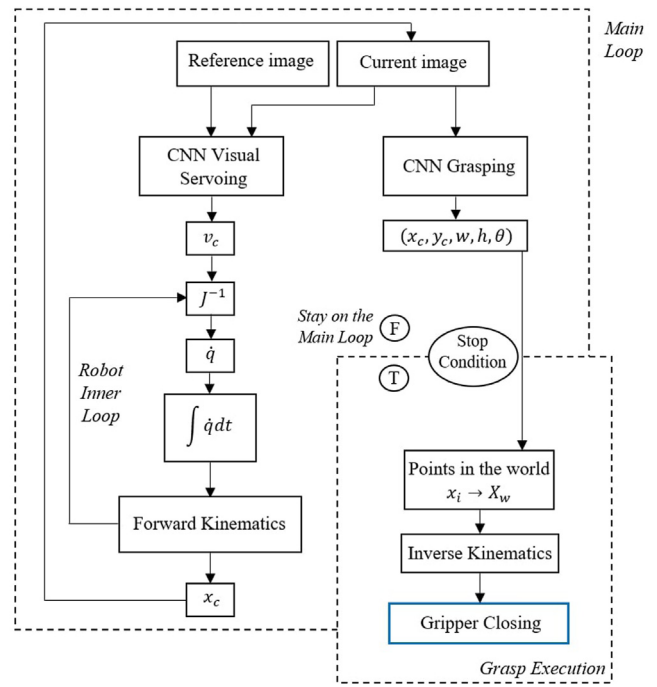 Main
Loop
Reference image
Current image
CNN Visual
Servoing
CNN Grasping
v_c
(x_c, y_c, w, h, θ)
J⁻¹
Stay on the
Main Loop
F
Stop
Condition
T
q̇
Robot
Inner
Loop
∫ q̇dt
Points in the world
x_i → X_w
Forward Kinematics
Inverse Kinematics
x_c
Gripper Closing
Grasp Execution